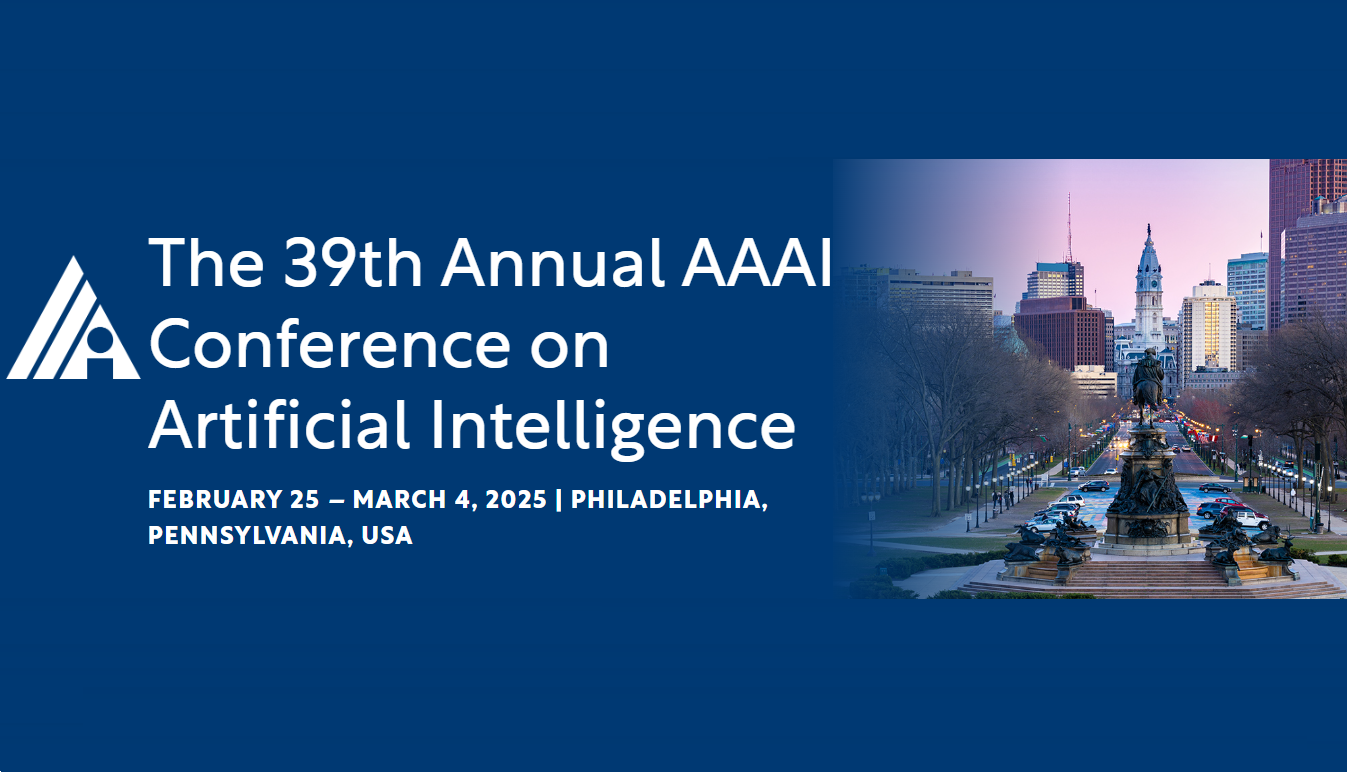 The 39th Annual AAAI
Conference on
Artificial Intelligence
FEBRUARY 25 – MARCH 4, 2025 | PHILADELPHIA,
PENNSYLVANIA, USA